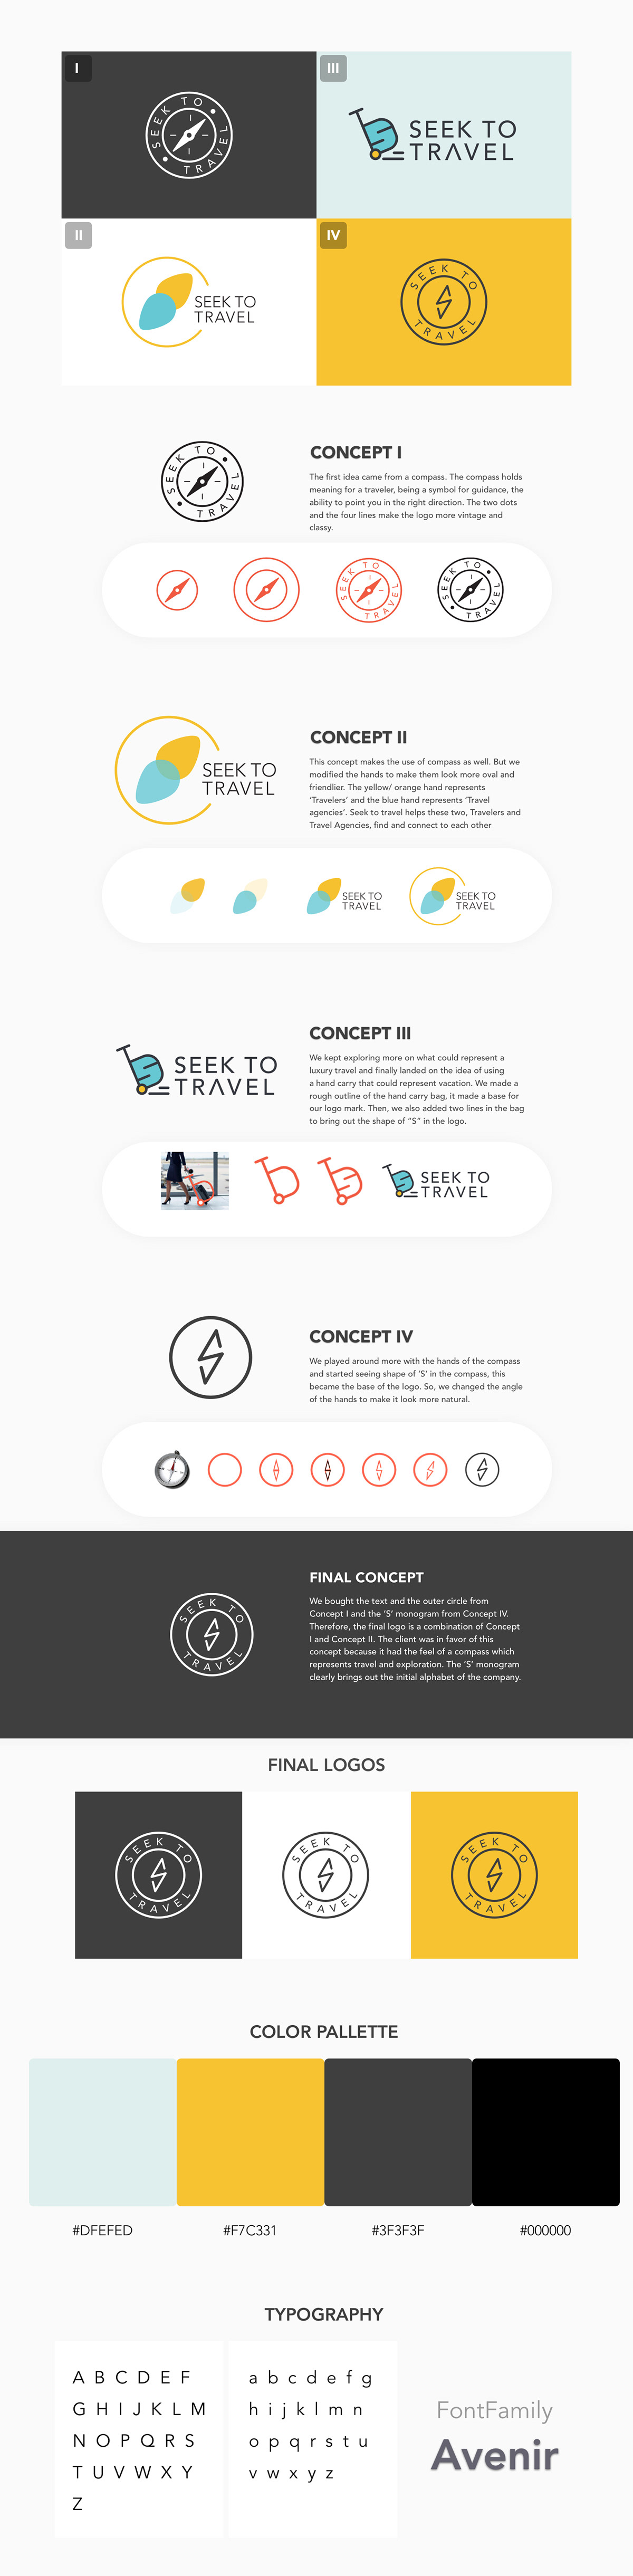 I
SEEK TO
TRAVEL
III
SEEK TO
TRAVEL
II
SEEK TO
TRAVEL
IV
SEEK TO
TRAVEL
SEEK TO
TRAVEL
CONCEPT I
The first idea came from a compass. The compass holds
meaning for a traveler, being a symbol for guidance, the
ability to point you in the right direction. The two dots
and the four lines make the logo more vintage and
classy.
SEEK TO
TRAVEL
SEEK TO
TRAVEL
SEEK TO
TRAVEL
CONCEPT II
This concept makes the use of compass as well. But we
modified the hands to make them look more oval and
friendlier. The yellow/ orange hand represents
'Travelers' and the blue hand represents 'Travel
agencies'. Seek to travel helps these two, Travelers and
Travel Agencies, find and connect to each other
SEEK TO
TRAVEL
SEEK TO
TRAVEL
SEEK TO
TRAVEL
CONCEPT III
We kept exploring more on what could represent a
luxury travel and finally landed on the idea of using
a hand carry that could represent vacation. We made a
rough outline of the hand carry bag, it made a base for
our logo mark. Then, we also added two lines in the bag
to bring out the shape of "S" in the logo.
SEEK TO
TRAVEL
CONCEPT IV
We played around more with the hands of the compass
and started seeing shape of 'S' in the compass, this
became the base of the logo. So, we changed the angle
of the hands to make it look more natural.
SEEK TO
TRAVEL
FINAL CONCEPT
We bought the text and the outer circle from
Concept I and the 'S' monogram from Concept IV.
Therefore, the final logo is a combination of Concept
I and Concept II. The client was in favor of this
concept because it had the feel of a compass which
represents travel and exploration. The 'S' monogram
clearly brings out the initial alphabet of the company.
FINAL LOGOS
SEEK TO
TRAVEL
SEEK TO
TRAVEL
SEEK TO
TRAVEL
COLOR PALLETTE
#DFEFED
#F7C331
#3F3F3F
#000000
TYPOGRAPHY
A B C D E F
G H I J K L M
N O P Q R S
T U V W X Y
Z
a b c d e f g
h i j k l m n
o p q r s t u
v w x y z
FontFamily
Avenir